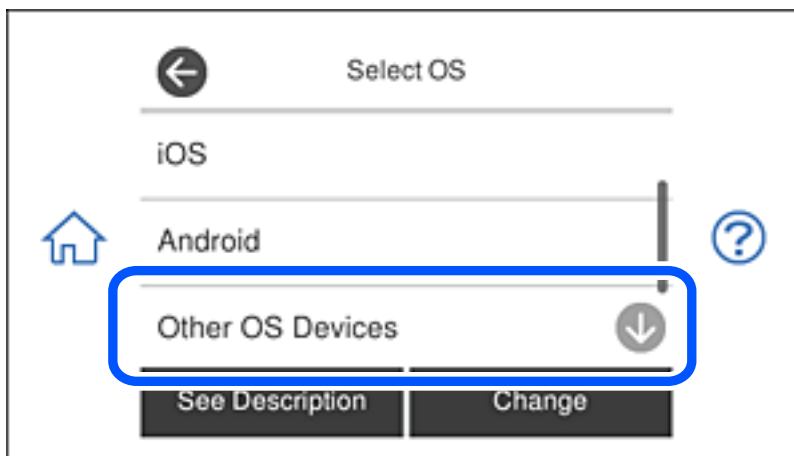 Select OS
iOS
Android
Other OS Devices
See Description
Change